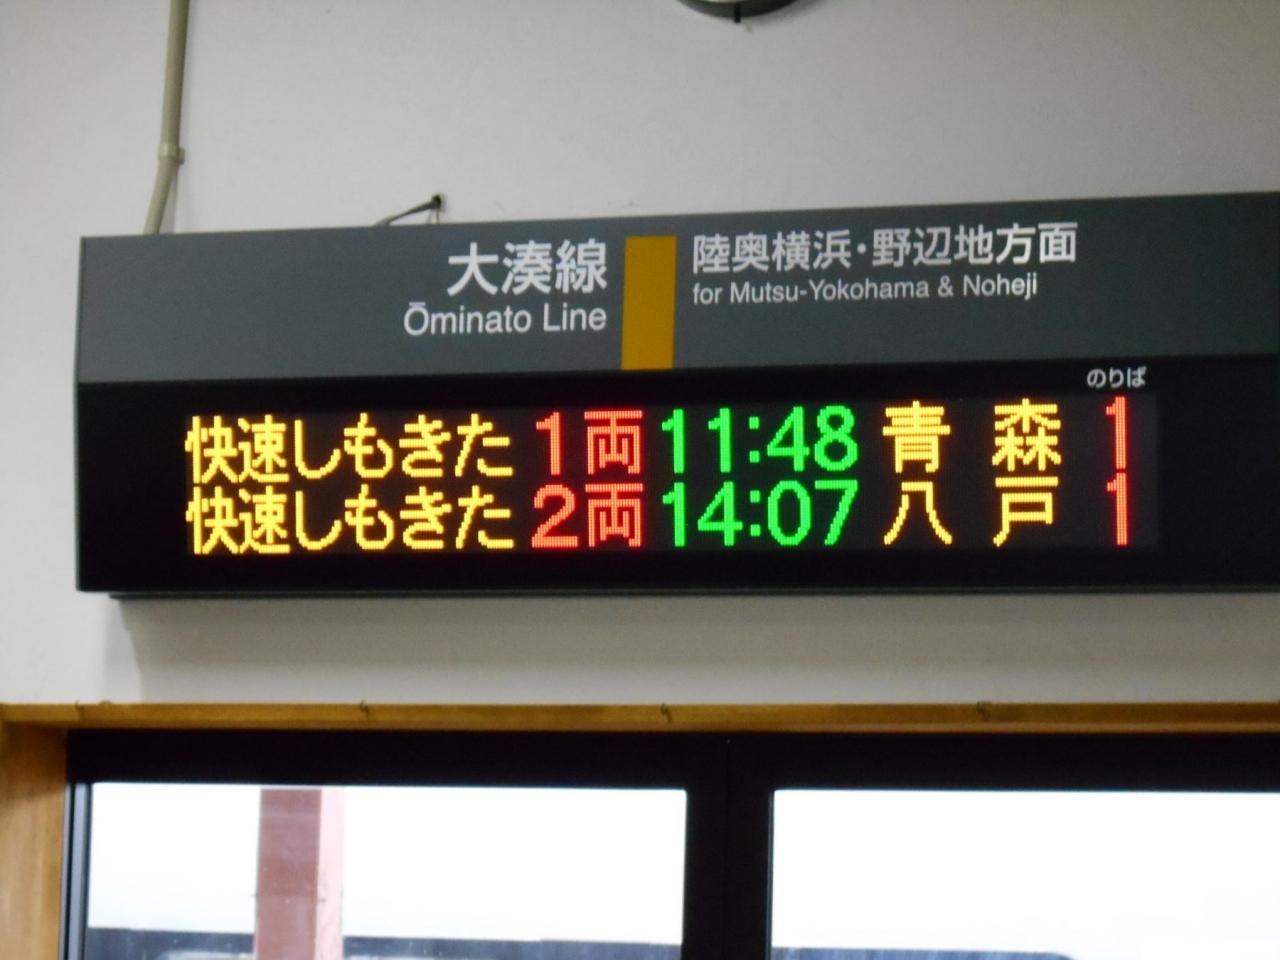 大湊線
Ōminato Line
陸奥横浜・野辺地方面
for Mutsu-Yokohama & Noheji
のりば
快速しもきた 1両 11:48 青 森 1
快速しもきた 2両 14:07 八 戸 1